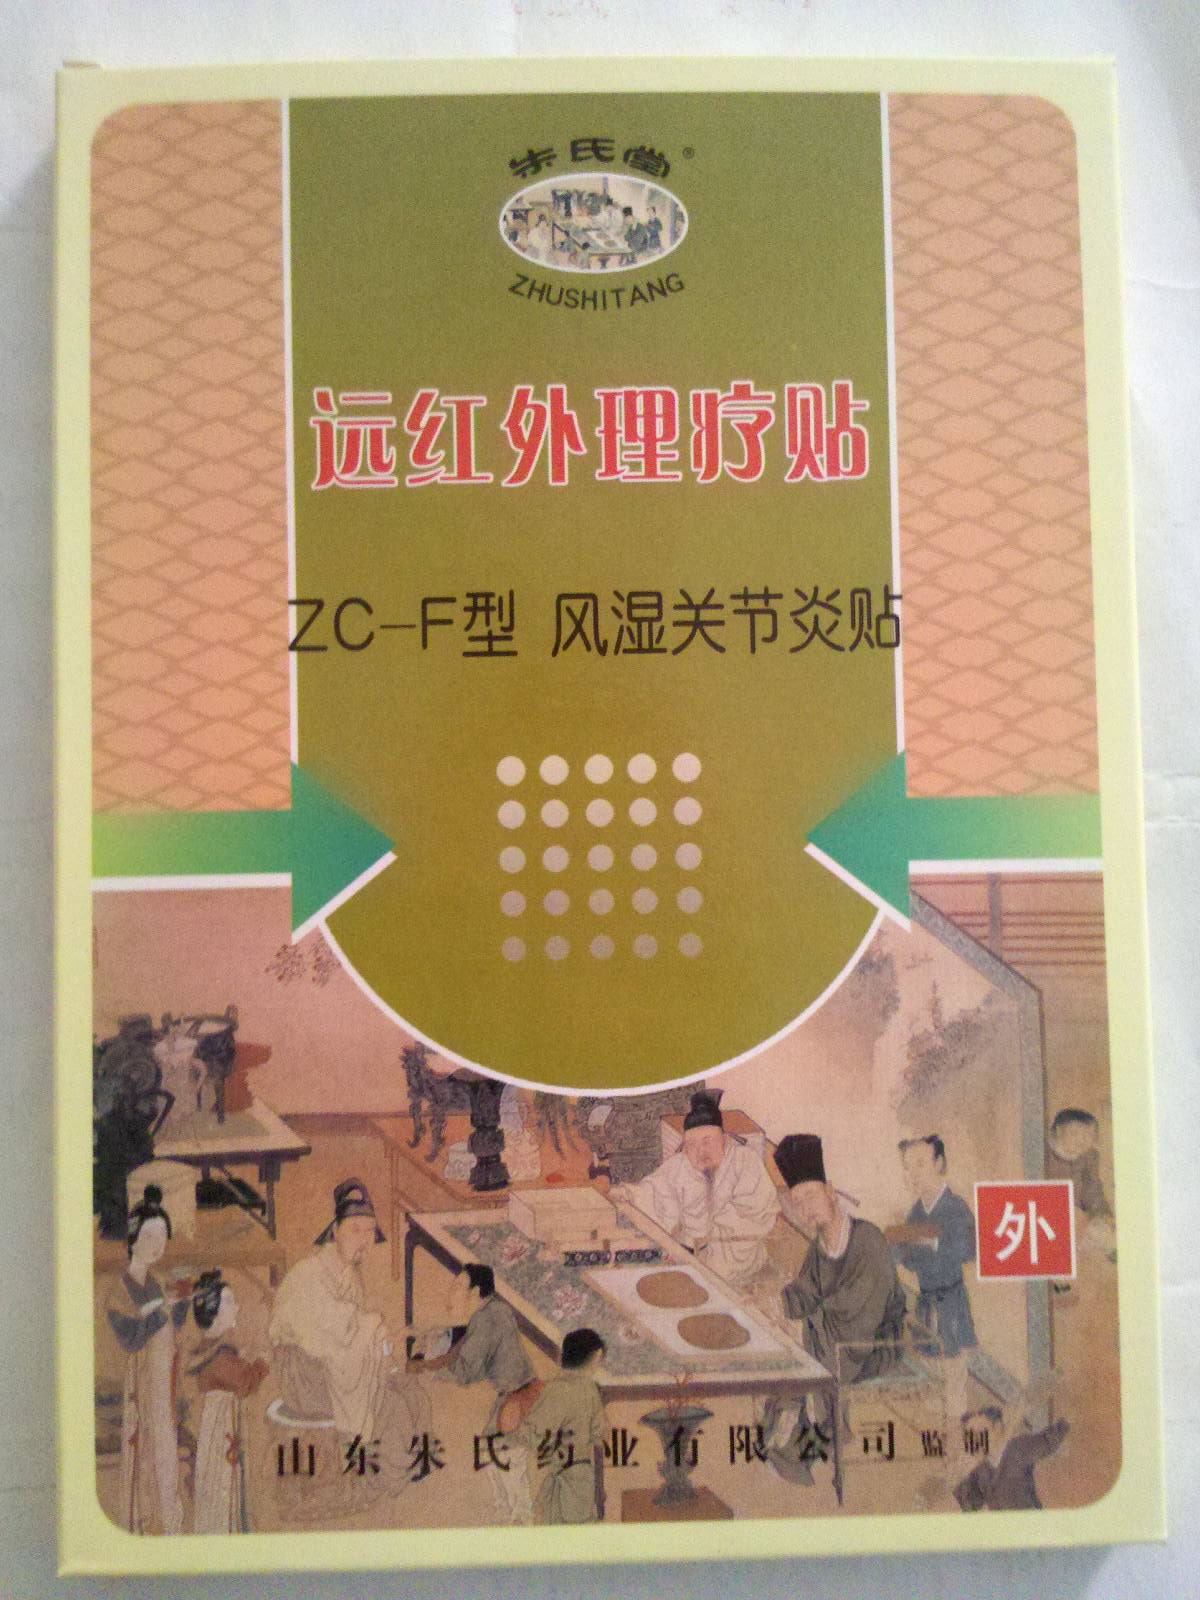 朱氏堂®
ZHUSHITANG
远红外理疗贴
ZC-F型 风湿关节炎贴
外
山东朱氏药业有限公司监制